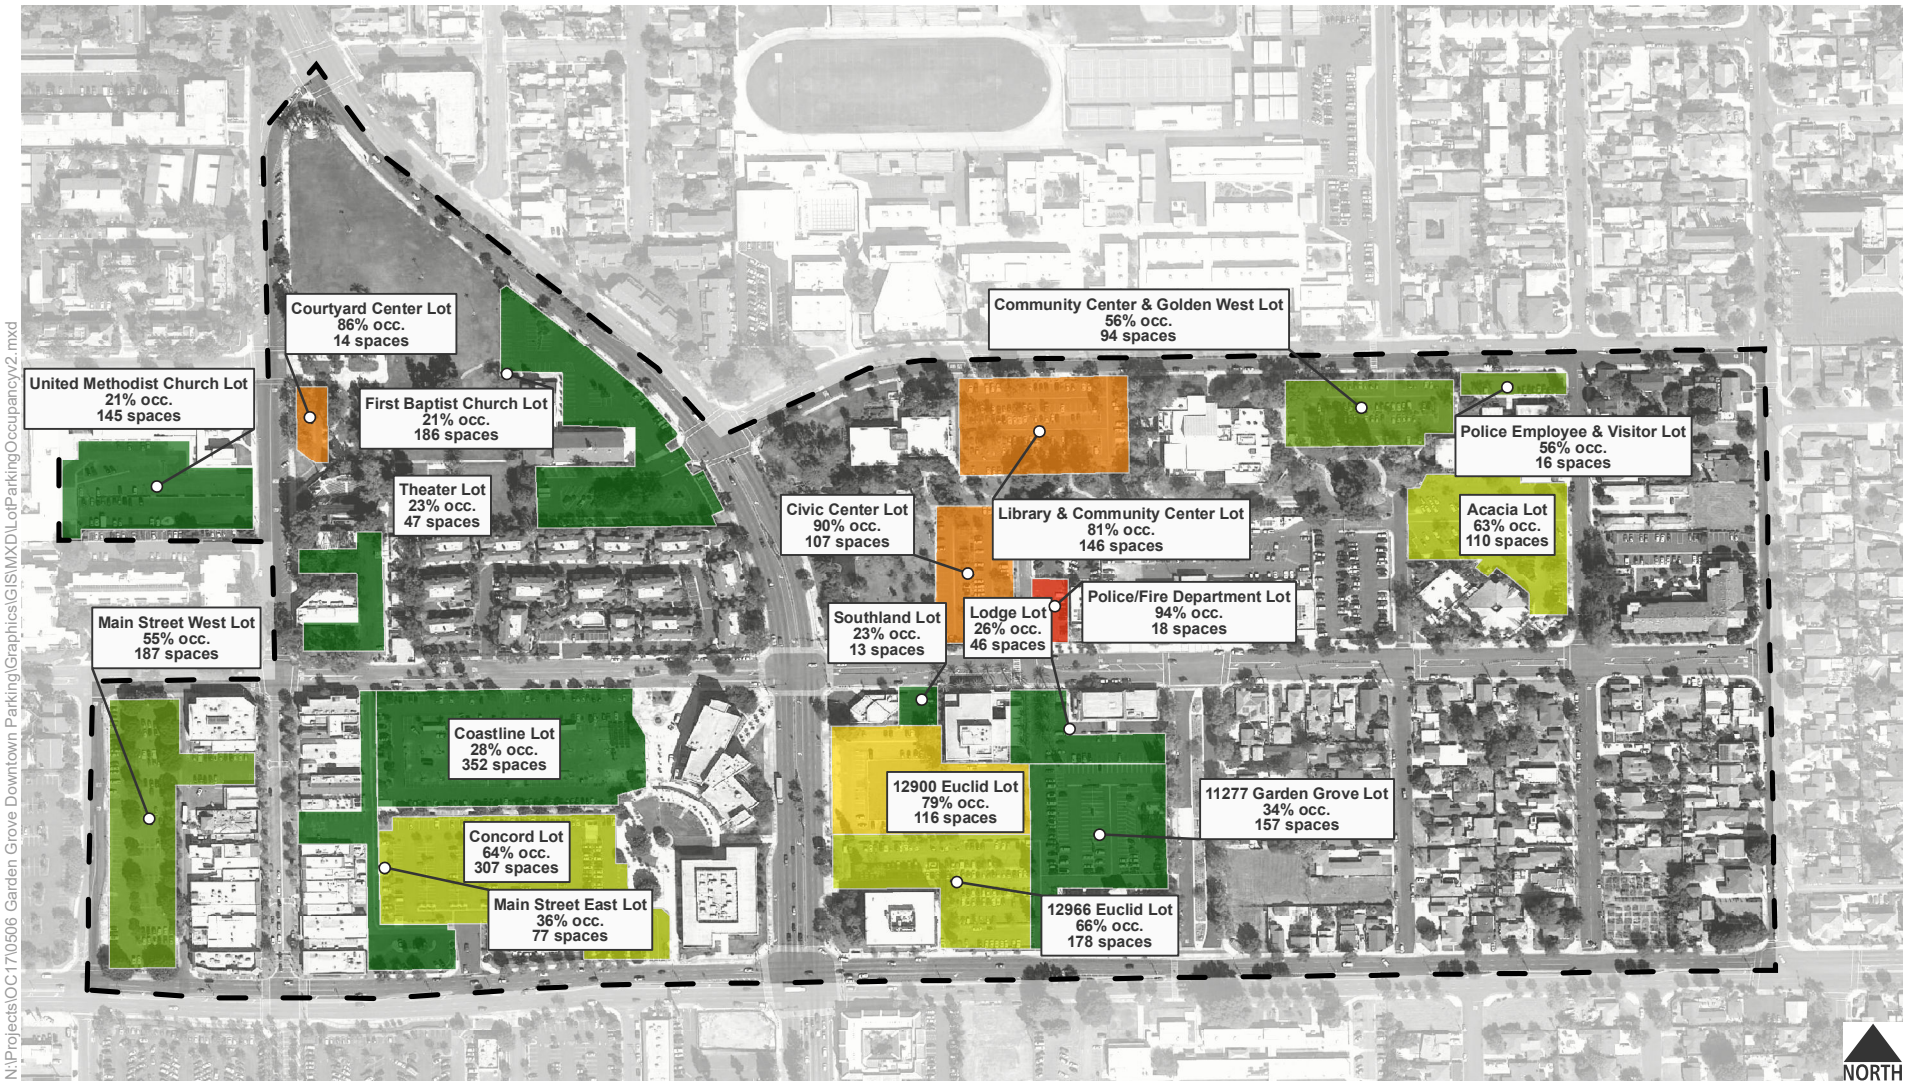 Community Center & Golden West Lot
56% occ.
94 spaces
Courtyard Center Lot
86% occ.
14 spaces
United Methodist Church Lot
21% occ.
145 spaces
First Baptist Church Lot
21% occ.
186 spaces
Police Employee & Visitor Lot
56% occ.
16 spaces
Theater Lot
23% occ.
47 spaces
Civic Center Lot
90% occ.
107 spaces
Library & Community Center Lot
81% occ.
146 spaces
Acacia Lot
63% occ.
110 spaces
Main Street West Lot
55% occ.
187 spaces
Southland Lot
23% occ.
13 spaces
Lodge Lot
26% occ.
46 spaces
Police/Fire Department Lot
94% occ.
18 spaces
Coastline Lot
28% occ.
352 spaces
12900 Euclid Lot
79% occ.
116 spaces
11277 Garden Grove Lot
34% occ.
157 spaces
Concord Lot
64% occ.
307 spaces
Main Street East Lot
36% occ.
77 spaces
12966 Euclid Lot
66% occ.
178 spaces
N:\Projects\OC17\0506 Garden Grove Downtown Parking\Graphics\GIS\MXD\LotParkingOccupancyv2.mxd
NORTH